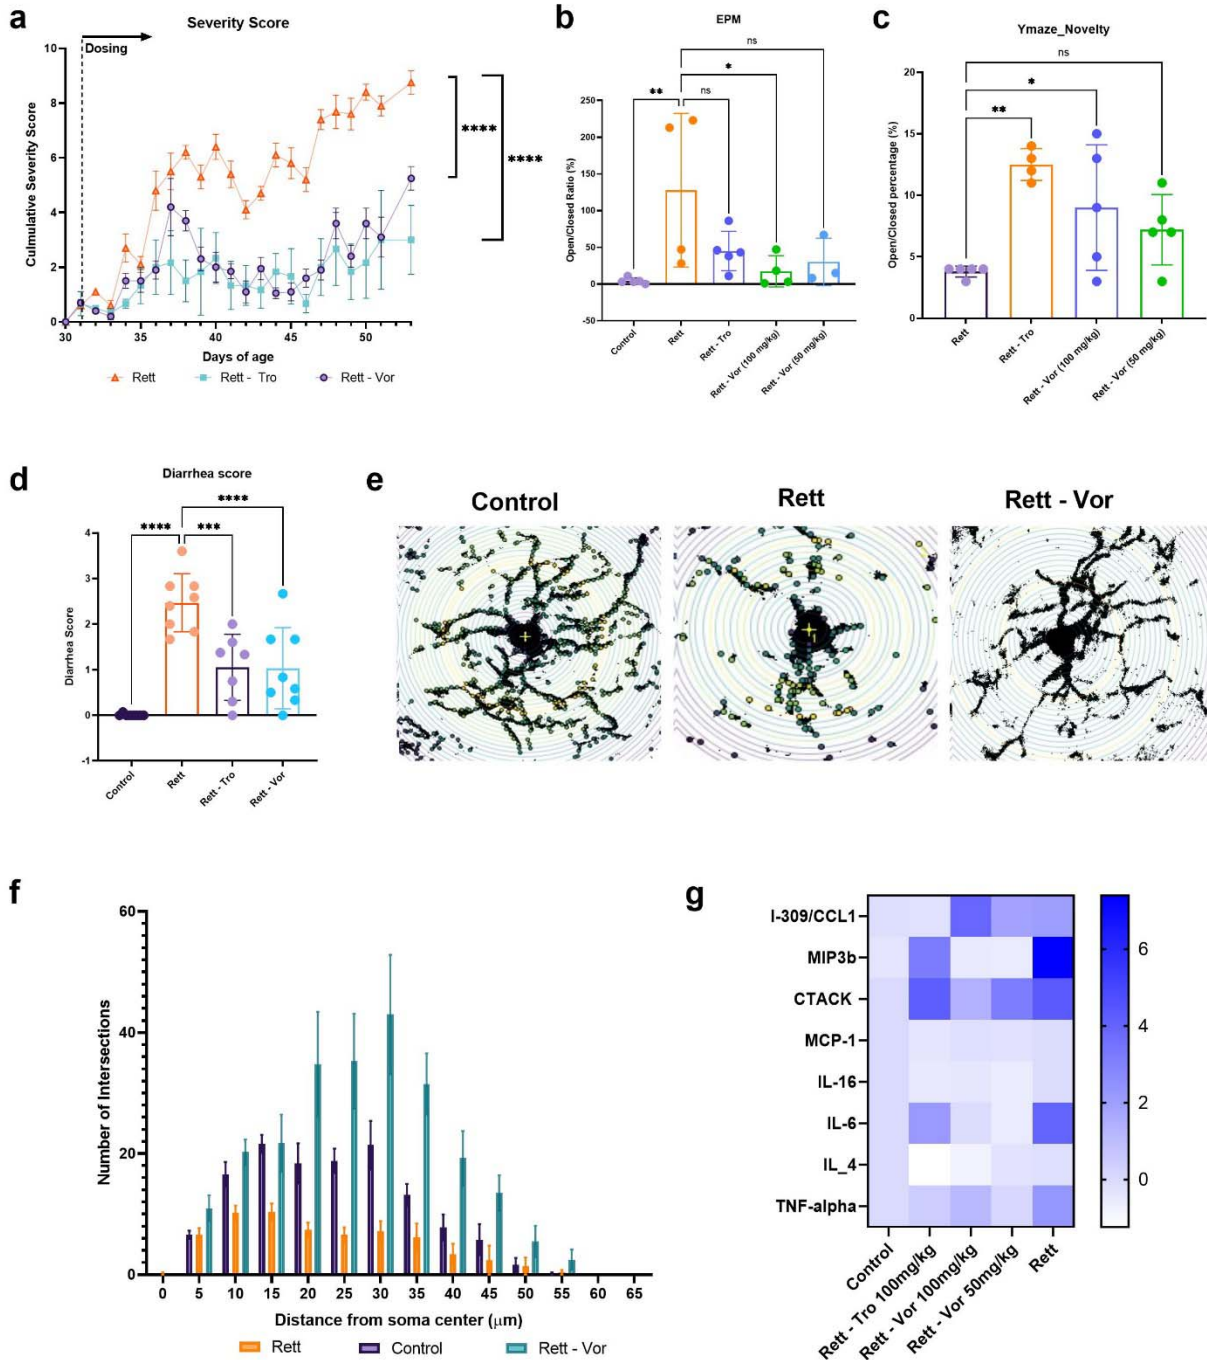 a
Severity Score
Dosing
Culmulative Severity Score
10
8
6
4
2
0
30
35
40
45
50
Days of age
Rett
Rett - Tro
Rett - Vor
****
****
b
EPM
ns
*
**
ns
Open/Closed Ratio (%)
250
200
150
100
50
0
-50
Control
Rett
Rett - Tro
Rett - Vor (100 mg/kg)
Rett - Vor (50 mg/kg)
c
Ymaze_Novelty
ns
*
**
Open/Closed percentage (%)
20
15
10
5
0
Rett
Rett - Tro
Rett - Vor (100 mg/kg)
Rett - Vor (50 mg/kg)
d
Diarrhea score
****
****
***
Diarrhea Score
4
3
2
1
0
-1
Control
Rett
Rett - Tro
Rett - Vor
e
Control
Rett
Rett - Vor
f
Number of Intersections
60
40
20
0
0 5 10 15 20 25 30 35 40 45 50 55 60 65
Distance from soma center (μm)
Rett
Control
Rett - Vor
g
I-309/CCL1
MIP3b
CTACK
MCP-1
IL-16
IL-6
IL_4
TNF-alpha
Control
Rett - Tro 100mg/kg
Rett - Vor 100mg/kg
Rett - Vor 50mg/kg
Rett
6
4
2
0